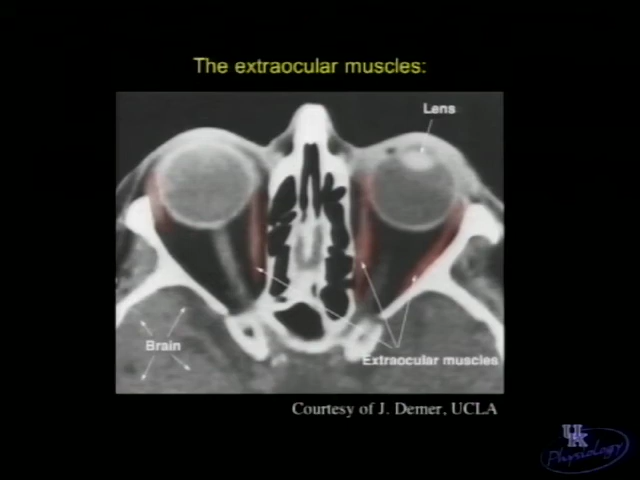 The extraocular muscles:
Lens
Brain
Extraocular muscles
Courtesy of J. Demer, UCLA
UK
Physiology